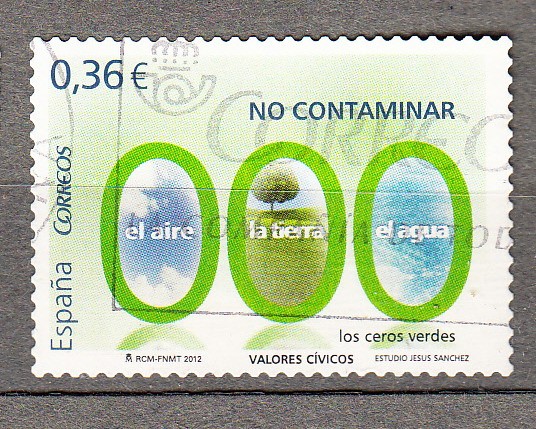 0,36 €
NO CONTAMINAR
CORREOS
España
el aire
la tierra
el agua
los ceros verdes
RCM-FNMT 2012
VALORES CÍVICOS
ESTUDIO JESUS SANCHEZ
CORREO